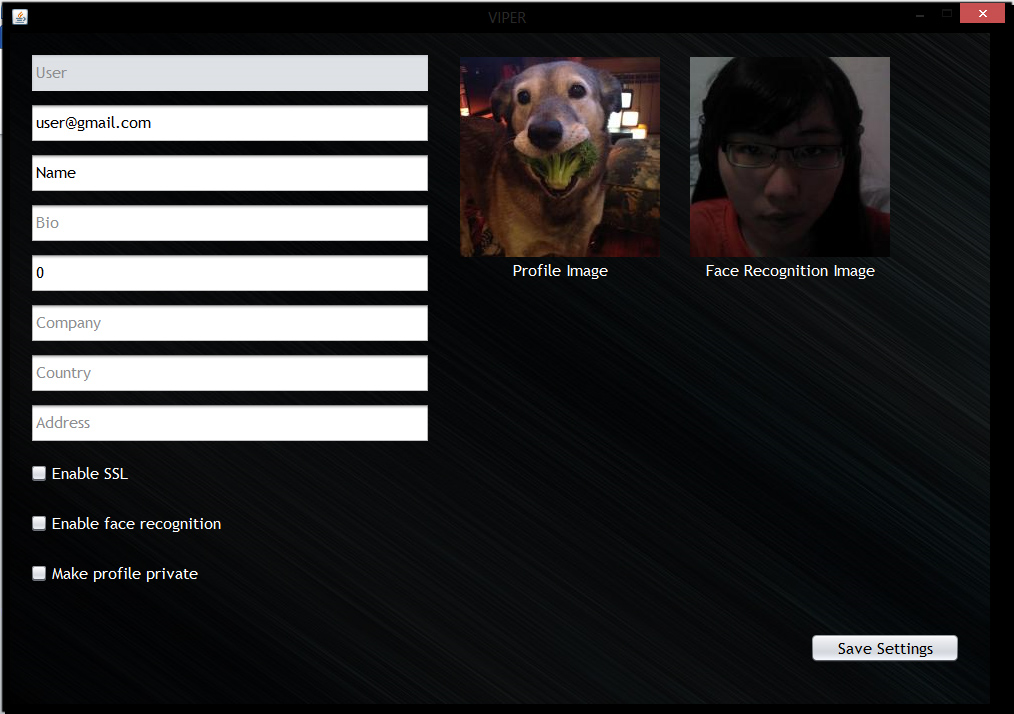 VIPER
User
user@gmail.com
Name
Bio
0
Company
Country
Address
Enable SSL
Enable face recognition
Make profile private
Profile Image
Face Recognition Image
Save Settings